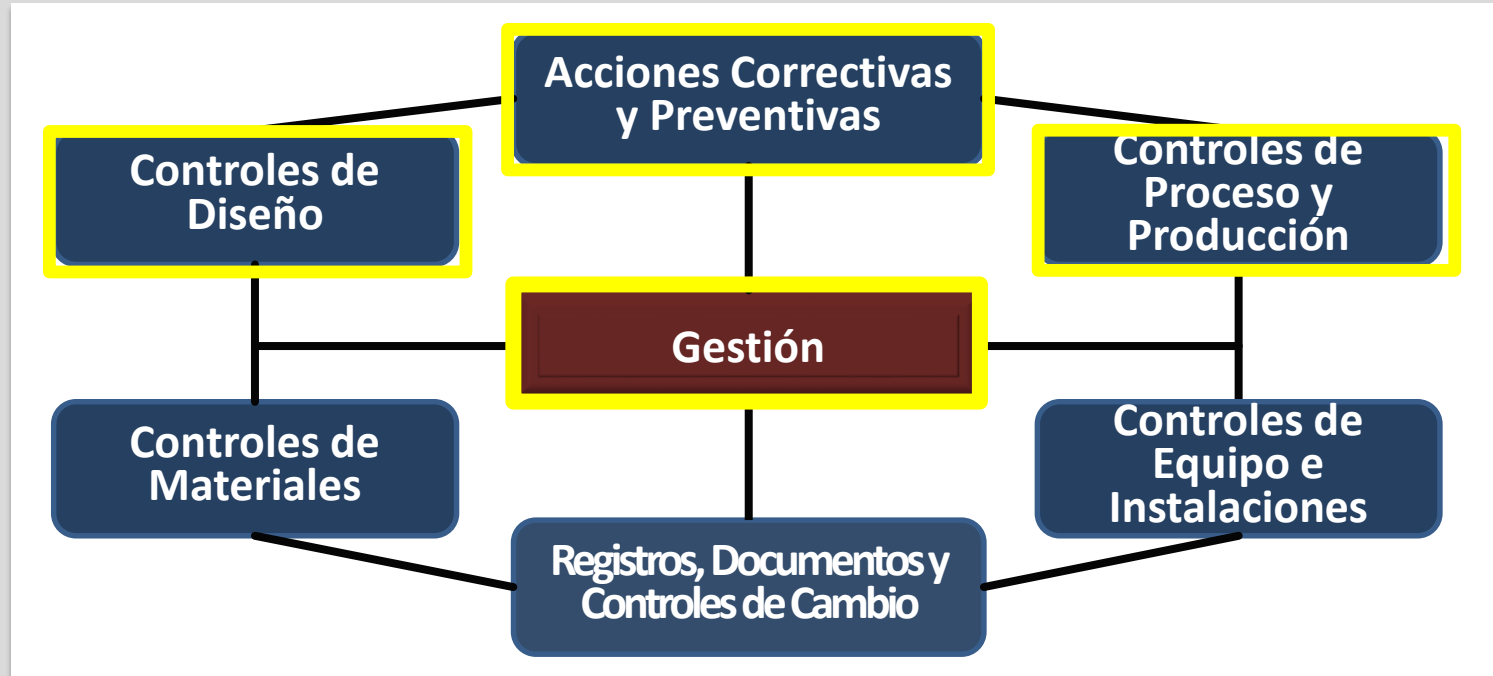 Acciones Correctivas
y Preventivas
Controles de
Diseño
Controles de
Proceso y
Producción
Gestión
Controles de
Materiales
Controles de
Equipo e
Instalaciones
Registros, Documentos y
Controles de Cambio